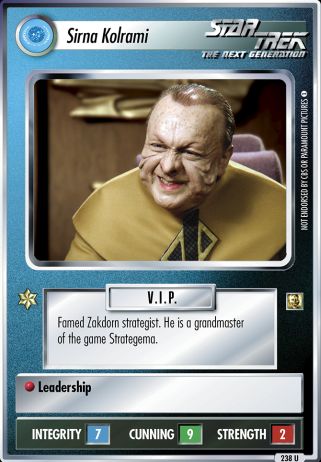 Sirna Kolrami
STAR TREK
THE NEXT GENERATION
NOT ENDORSED BY CBS OR PARAMOUNT PICTURES
V.I.P.
Famed Zakdorn strategist. He is a grandmaster
of the game Strategema.
Leadership
INTEGRITY 7 CUNNING 9 STRENGTH 2
238 U